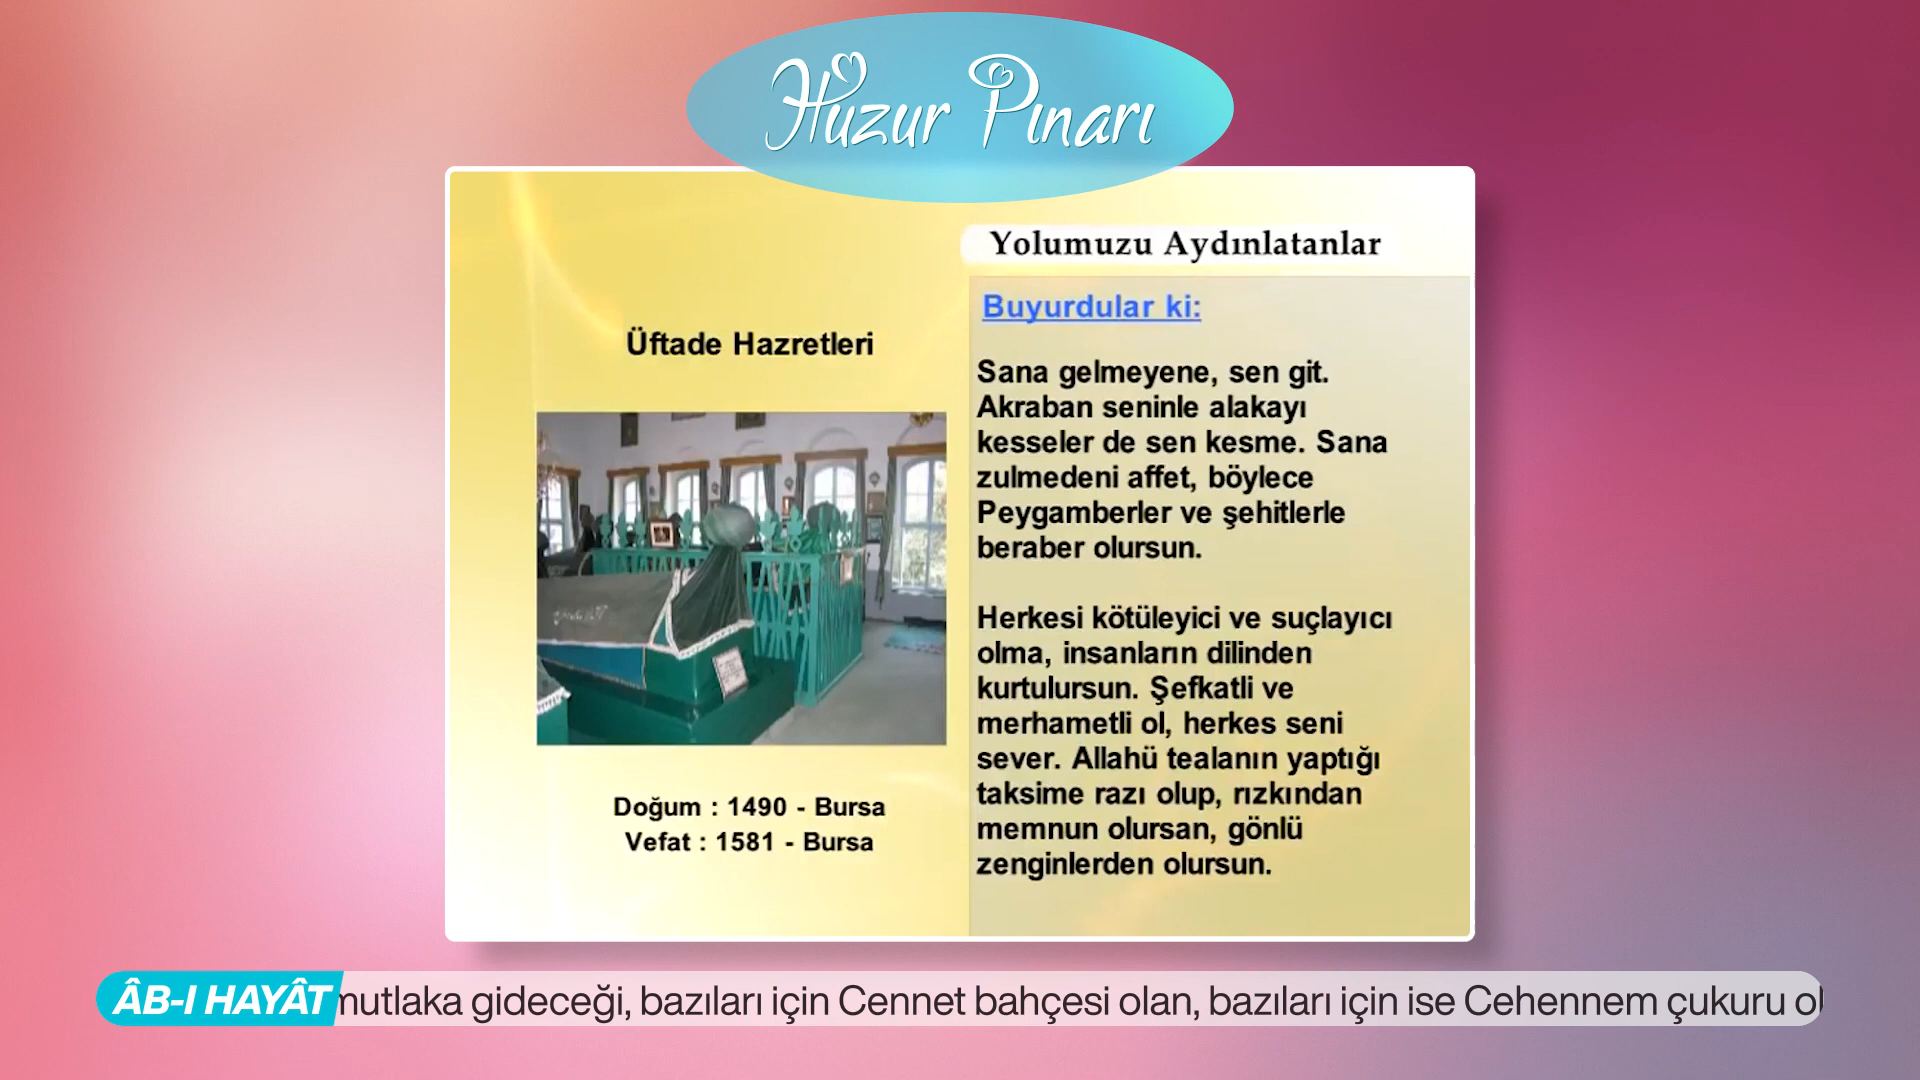 Huzur Pınarı
Yolumuzu Aydınlatanlar
Üftade Hazretleri
Doğum : 1490 - Bursa
Vefat : 1581 - Bursa
Buyurdular ki:
Sana gelmeyene, sen git.
Akraban seninle alakayı
kesseler de sen kesme. Sana
zulmedeni affet, böylece
Peygamberler ve şehitlerle
beraber olursun.
Herkesi kötüleyici ve suçlayıcı
olma, insanların dilinden
kurtulursun. Şefkatli ve
merhametli ol, herkes seni
sever. Allahü tealanın yaptığı
taksime razı olup, rızkından
memnun olursan, gönlü
zenginlerden olursun.
ÂB-I HAYÂT mutlaka gideceği, bazıları için Cennet bahçesi olan, bazıları için ise Cehennem çukuru